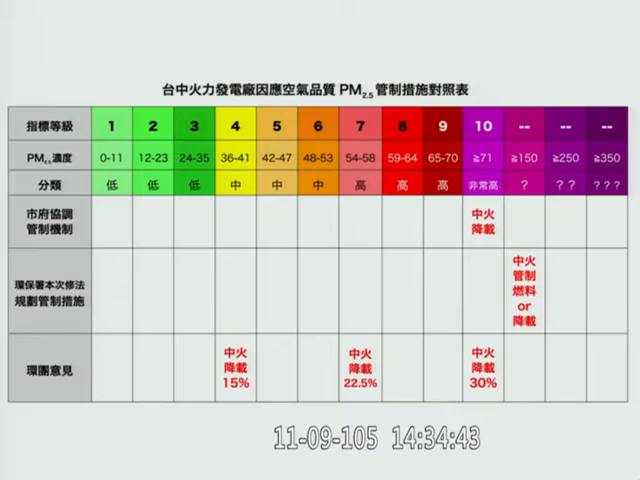 台中火力發電廠因應空氣品質 PM2.5 管制措施對照表
指標等級 1 2 3 4 5 6 7 8 9 10 -- -- --
PM2.5濃度 0-11 12-23 24-35 36-41 42-47 48-53 54-58 59-64 65-70 ≧71 ≧150 ≧250 ≧350
分類 低 低 低 中 中 中 高 高 高 非常高 ? ? ? ? ? ?
市府協調
管制機制
中火
降載
環保署本次修法
規劃管制措施
中火
管制
燃料
or
降載
環團意見
中火
降載
15%
中火
降載
22.5%
中火
降載
30%
11-09-105 14:34:43